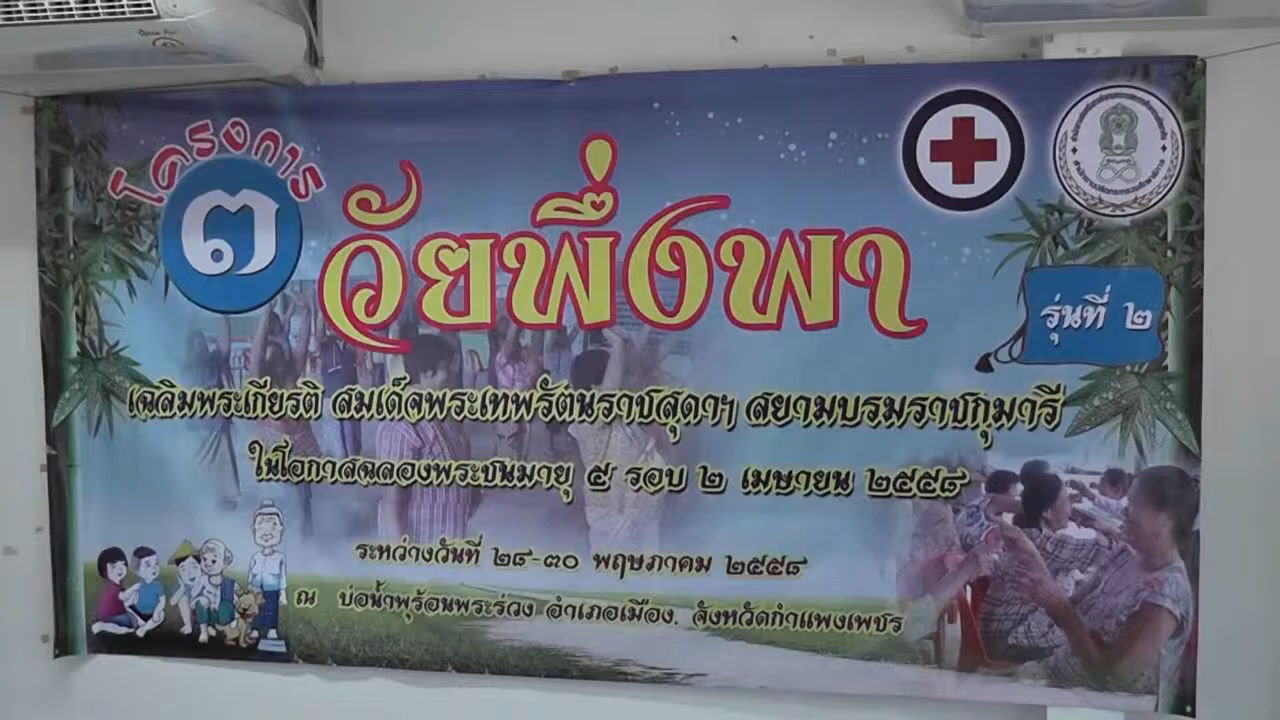 โครงการ
๓ วัยพึ่งพา
รุ่นที่ ๒
เฉลิมพระเกียรติ สมเด็จพระเทพรัตนราชสุดาฯ สยามบรมราชกุมารี
ในโอกาสฉลองพระชนมายุ ๕ รอบ ๒ เมษายน ๒๕๕๘
ระหว่างวันที่ ๒๘-๓๐ พฤษภาคม ๒๕๕๘
ณ บ่อน้ำพุร้อนพระร่วง อำเภอเมือง. จังหวัดกำแพงเพชร